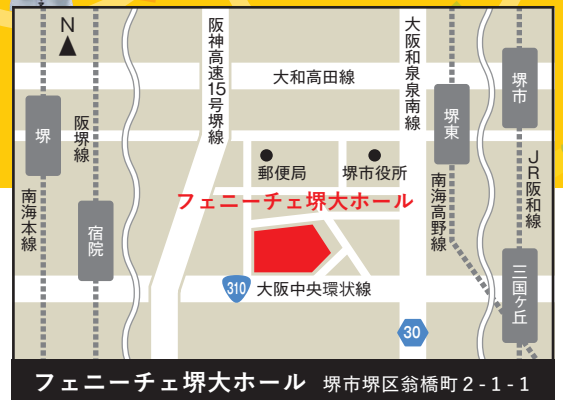 N
阪神高速15号堺線
大阪和泉泉南線
大和高田線
堺市
堺東
堺
阪堺線
郵便局
堺市役所
JR阪和線
南海本線
フェニーチェ堺大ホール
南海高野線
宿院
三国ヶ丘
310
大阪中央環状線
30
フェニーチェ堺大ホール 堺市堺区翁橋町2-1-1